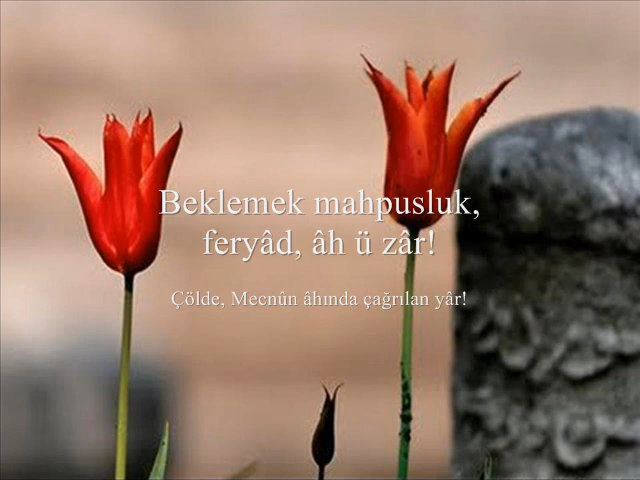 Beklemek mahpusluk,
feryâd, âh ü zâr!
Çölde, Mecnûn âhında çağrılan yâr!